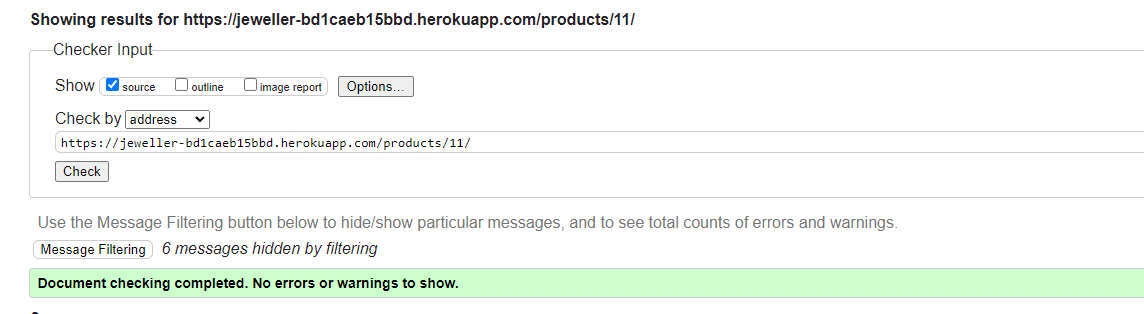 Showing results for https://jeweller-bd1caeb15bbd.herokuapp.com/products/11/
Checker Input
Show source outline image report Options...
Check by address
https://jeweller-bd1caeb15bbd.herokuapp.com/products/11/
Check
Use the Message Filtering button below to hide/show particular messages, and to see total counts of errors and warnings.
Message Filtering 6 messages hidden by filtering
Document checking completed. No errors or warnings to show.